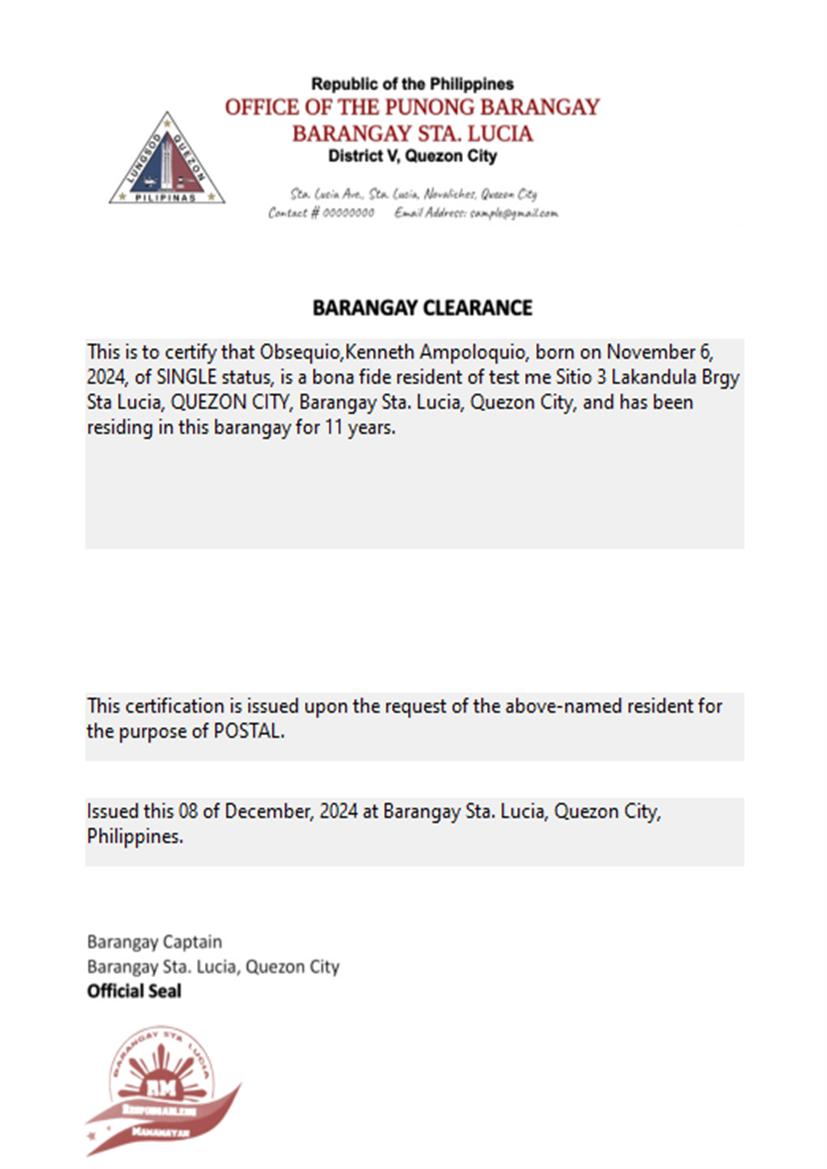 Republic of the Philippines
OFFICE OF THE PUNONG BARANGAY
BARANGAY STA. LUCIA
District V, Quezon City
LUNGSOD QUEZON
PILIPINAS
Sta. Lucia Ave., Sta. Lucia, Novaliches, Quezon City
Contact # 00000000 Email Address: sample@gmail.com
BARANGAY CLEARANCE
This is to certify that Obsequio,Kenneth Ampoloquio, born on November 6,
2024, of SINGLE status, is a bona fide resident of test me Sitio 3 Lakandula Brgy
Sta Lucia, QUEZON CITY, Barangay Sta. Lucia, Quezon City, and has been
residing in this barangay for 11 years.
This certification is issued upon the request of the above-named resident for
the purpose of POSTAL.
Issued this 08 of December, 2024 at Barangay Sta. Lucia, Quezon City,
Philippines.
Barangay Captain
Barangay Sta. Lucia, Quezon City
Official Seal
BARANGAY STA LUCIA
RM
MAMAMAYAN